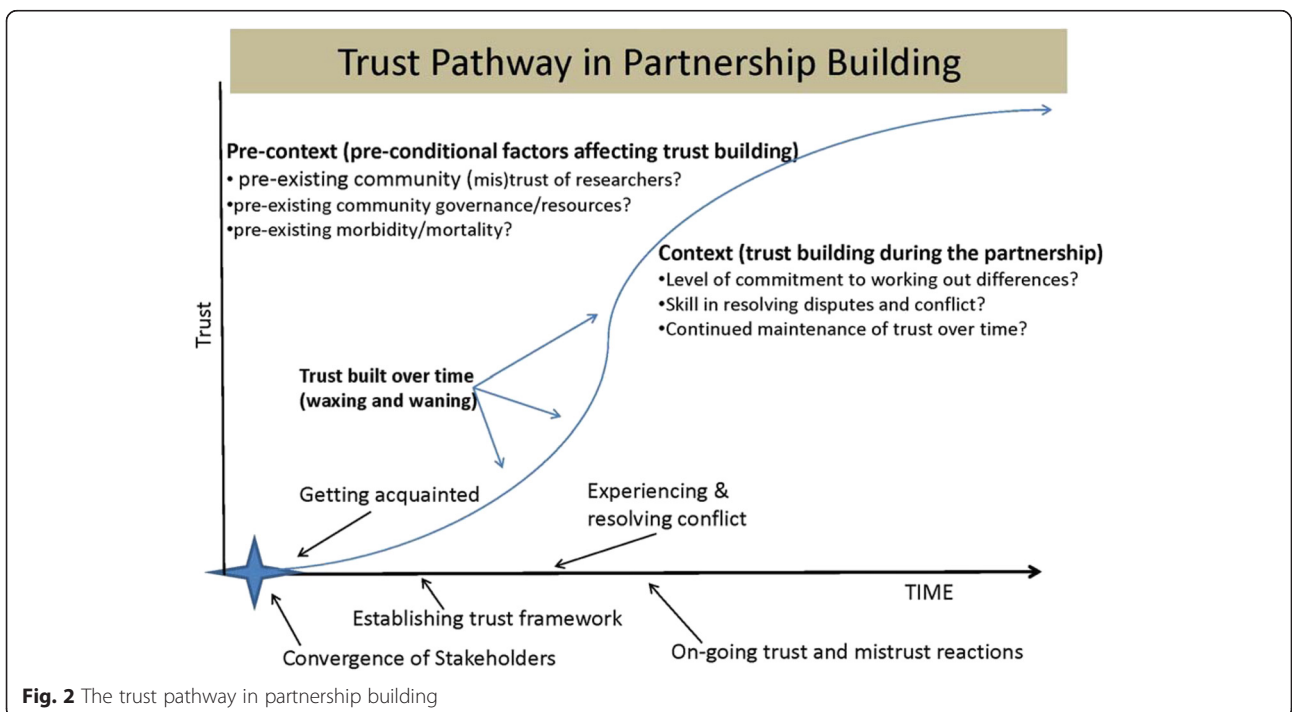 Trust Pathway in Partnership Building
Pre-context (pre-conditional factors affecting trust building)
• pre-existing community (mis)trust of researchers?
•pre-existing community governance/resources?
•pre-existing morbidity/mortality?
Context (trust building during the partnership)
•Level of commitment to working out differences?
•Skill in resolving disputes and conflict?
•Continued maintenance of trust over time?
Trust
Trust built over time
(waxing and waning)
Getting acquainted
Experiencing &
resolving conflict
TIME
Establishing trust framework
Convergence of Stakeholders
On-going trust and mistrust reactions
Fig. 2 The trust pathway in partnership building